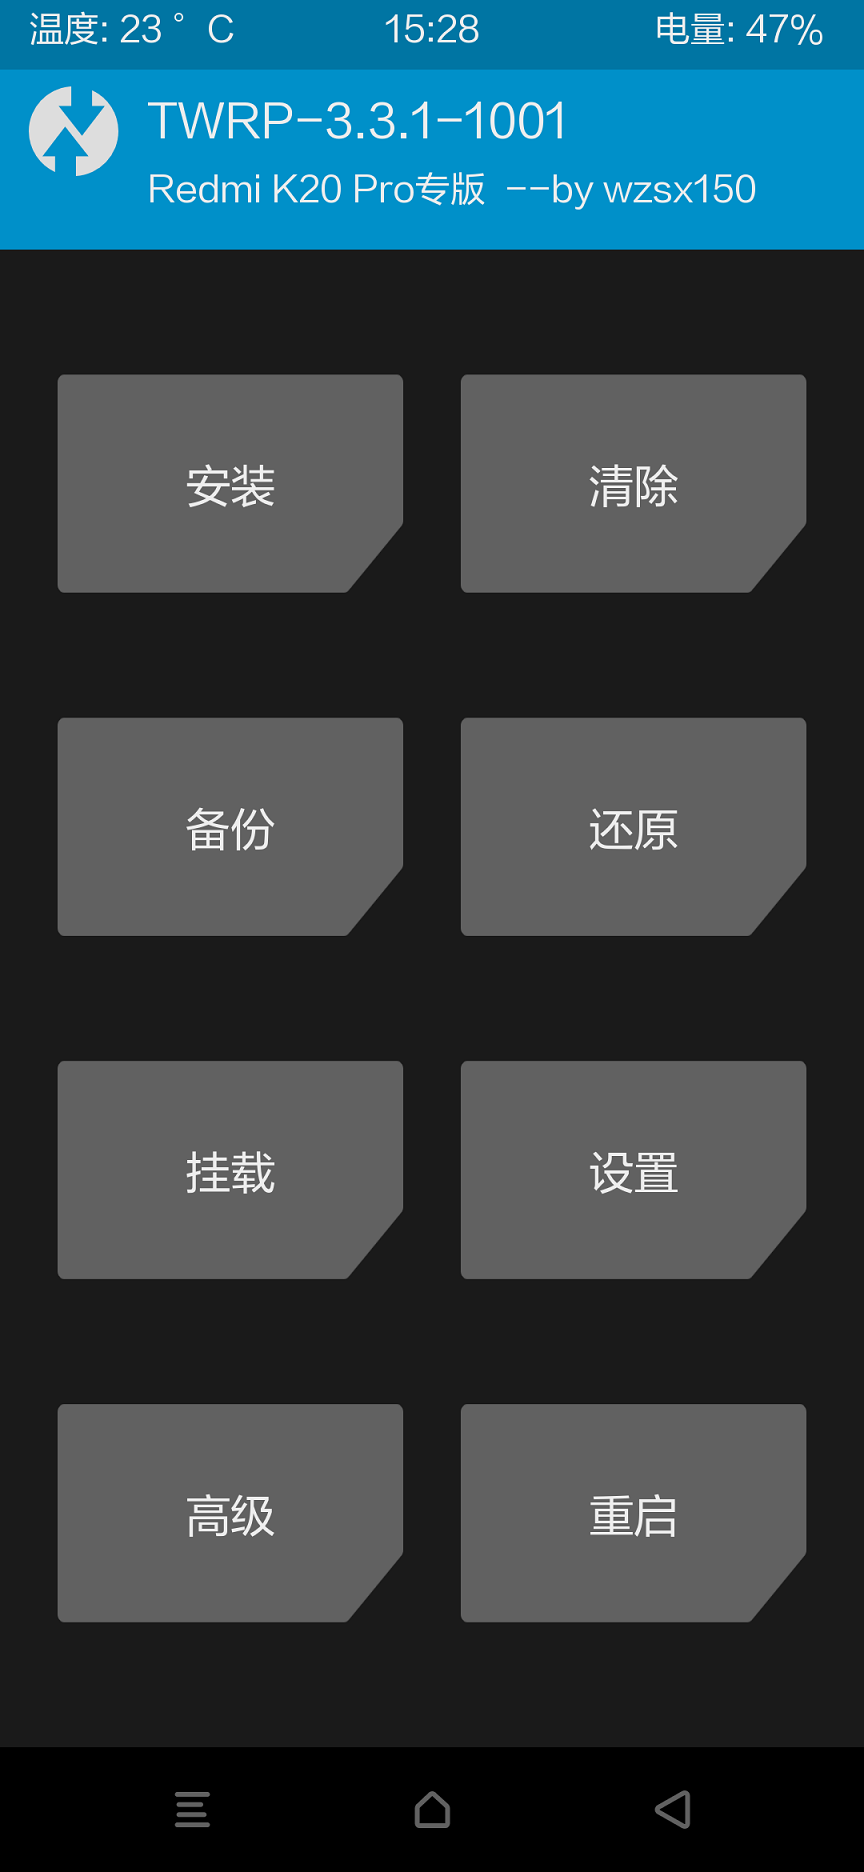 温度: 23 ° C 15:28 电量: 47%
TWRP-3.3.1-1001
Redmi K20 Pro专版 --by wzsx150
安装 清除
备份 还原
挂载 设置
高级 重启